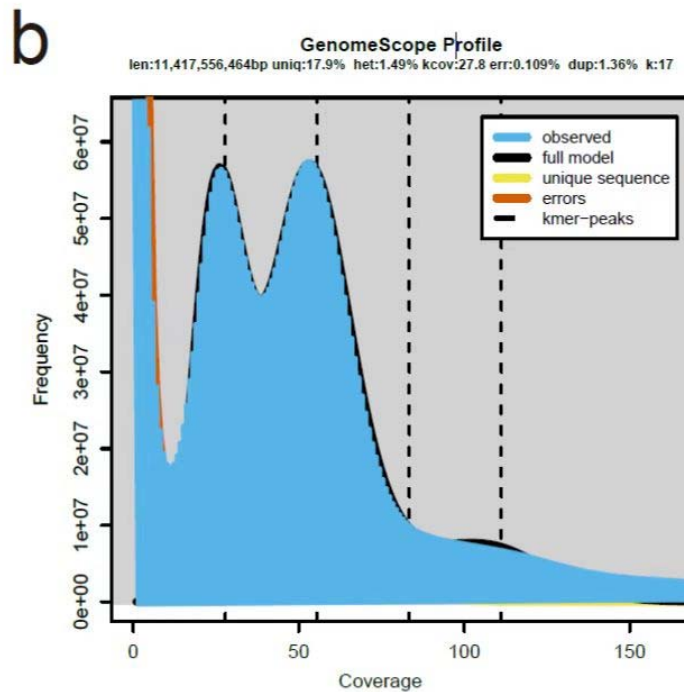 b
GenomeScope Profile
len:11,417,556,464bp uniq:17.9% het:1.49% kcov:27.8 err:0.109% dup:1.36% k:17
observed
full model
unique sequence
errors
kmer-peaks
Frequency
6e+07
5e+07
4e+07
3e+07
2e+07
1e+07
0e+00
0 50 100 150
Coverage